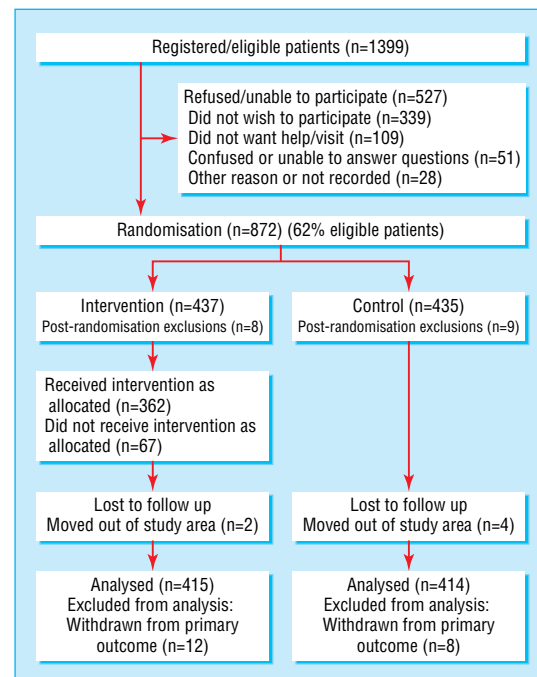 Registered/eligible patients (n=1399)
Refused/unable to participate (n=527)
Did not wish to participate (n=339)
Did not want help/visit (n=109)
Confused or unable to answer questions (n=51)
Other reason or not recorded (n=28)
Randomisation (n=872) (62% eligible patients)
Intervention (n=437)
Post-randomisation exclusions (n=8)
Control (n=435)
Post-randomisation exclusions (n=9)
Received intervention as
allocated (n=362)
Did not receive intervention as
allocated (n=67)
Lost to follow up
Moved out of study area (n=2)
Lost to follow up
Moved out of study area (n=4)
Analysed (n=415)
Excluded from analysis:
Withdrawn from primary
outcome (n=12)
Analysed (n=414)
Excluded from analysis:
Withdrawn from primary
outcome (n=8)